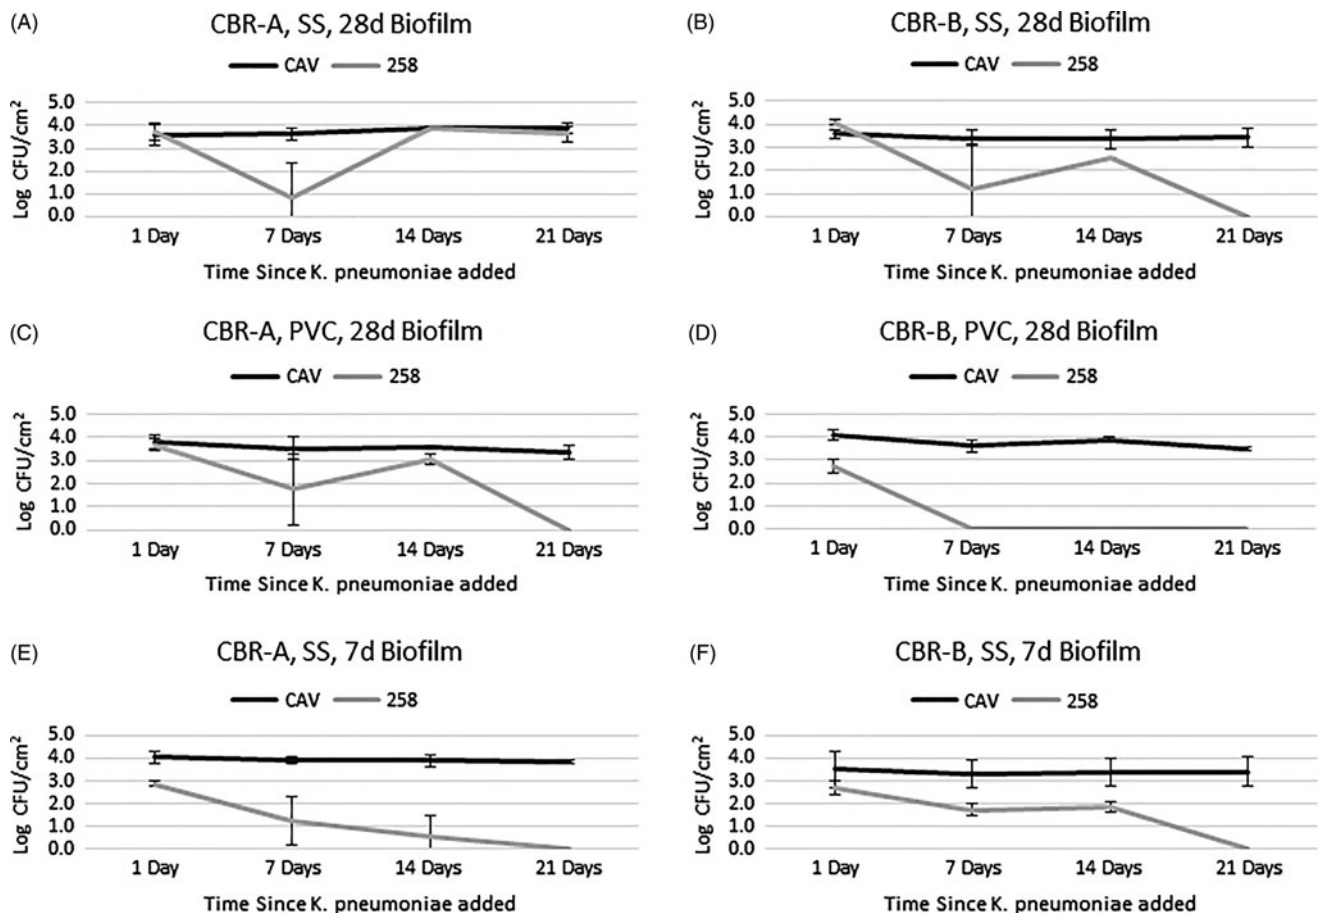 (A) CBR-A, SS, 28d Biofilm
CAV 258
Log CFU/cm²
5.0
4.0
3.0
2.0
1.0
0.0
1 Day 7 Days 14 Days 21 Days
Time Since K. pneumoniae added
(B) CBR-B, SS, 28d Biofilm
CAV 258
Log CFU/cm²
5.0
4.0
3.0
2.0
1.0
0.0
1 Day 7 Days 14 Days 21 Days
Time Since K. pneumoniae added
(C) CBR-A, PVC, 28d Biofilm
CAV 258
Log CFU/cm²
5.0
4.0
3.0
2.0
1.0
0.0
1 Day 7 Days 14 Days 21 Days
Time Since K. pneumoniae added
(D) CBR-B, PVC, 28d Biofilm
CAV 258
Log CFU/cm²
5.0
4.0
3.0
2.0
1.0
0.0
1 Day 7 Days 14 Days 21 Days
Time Since K. pneumoniae added
(E) CBR-A, SS, 7d Biofilm
CAV 258
Log CFU/cm²
5.0
4.0
3.0
2.0
1.0
0.0
1 Day 7 Days 14 Days 21 Days
Time Since K. pneumoniae added
(F) CBR-B, SS, 7d Biofilm
CAV 258
Log CFU/cm²
5.0
4.0
3.0
2.0
1.0
0.0
1 Day 7 Days 14 Days 21 Days
Time Since K. pneumoniae added